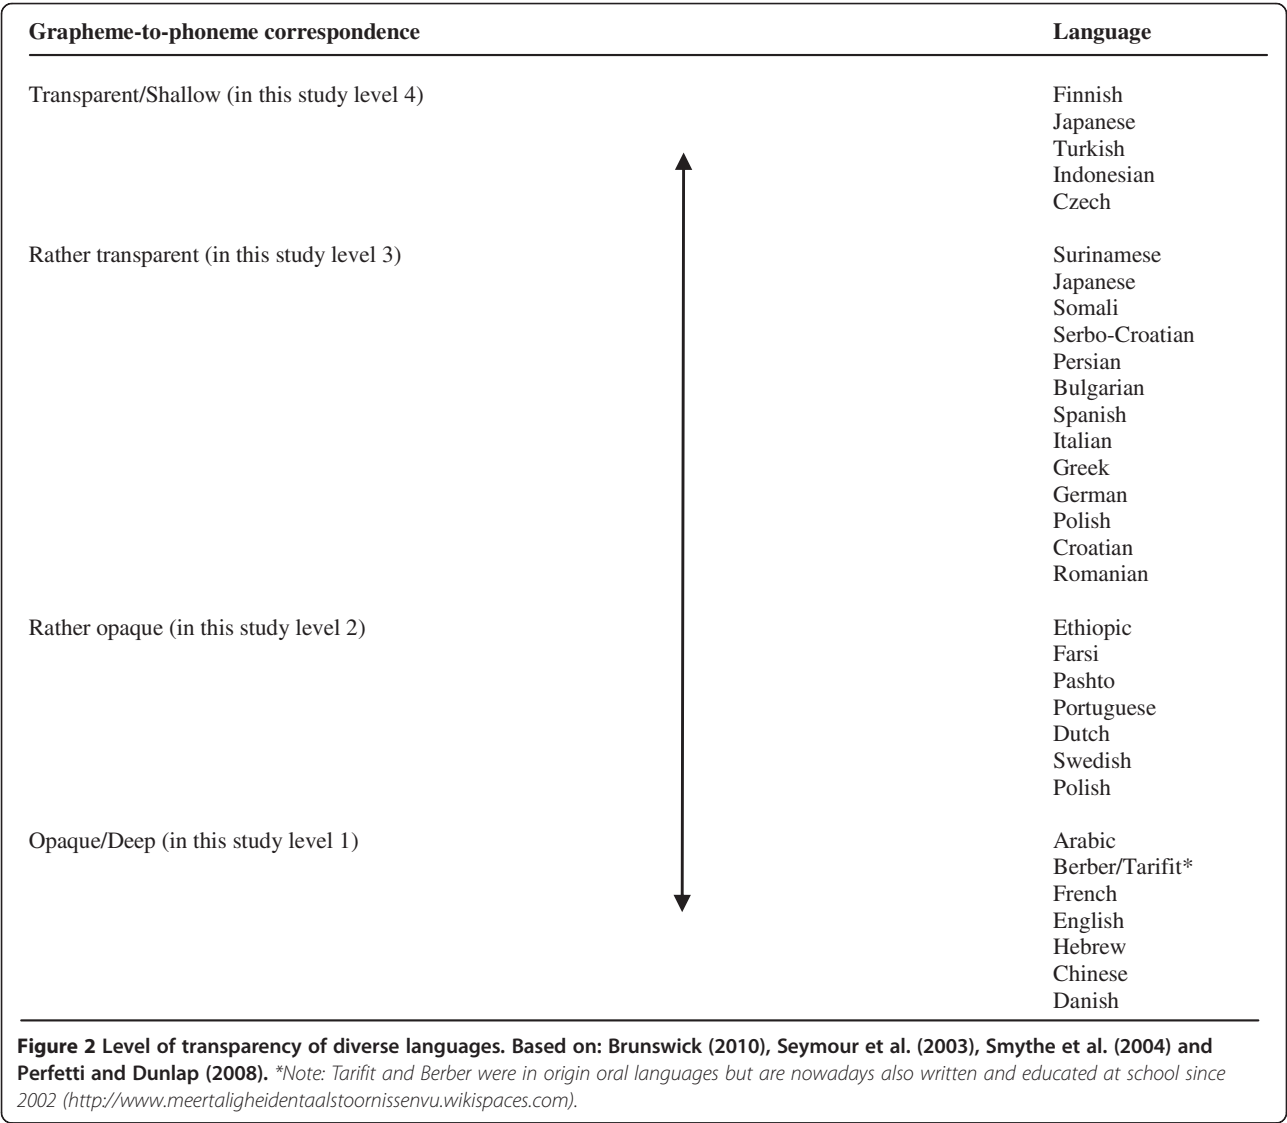 Grapheme-to-phoneme correspondence Language
Transparent/Shallow (in this study level 4) Finnish
Japanese
Turkish
Indonesian
Czech
Rather transparent (in this study level 3) Surinamese
Japanese
Somali
Serbo-Croatian
Persian
Bulgarian
Spanish
Italian
Greek
German
Polish
Croatian
Romanian
Rather opaque (in this study level 2) Ethiopic
Farsi
Pashto
Portuguese
Dutch
Swedish
Polish
Opaque/Deep (in this study level 1) Arabic
Berber/Tarifit*
French
English
Hebrew
Chinese
Danish
Figure 2 Level of transparency of diverse languages. Based on: Brunswick (2010), Seymour et al. (2003), Smythe et al. (2004) and
Perfetti and Dunlap (2008). *Note: Tarifit and Berber were in origin oral languages but are nowadays also written and educated at school since
2002 (http://www.meertaligheidentaalstoornissenvu.wikispaces.com).